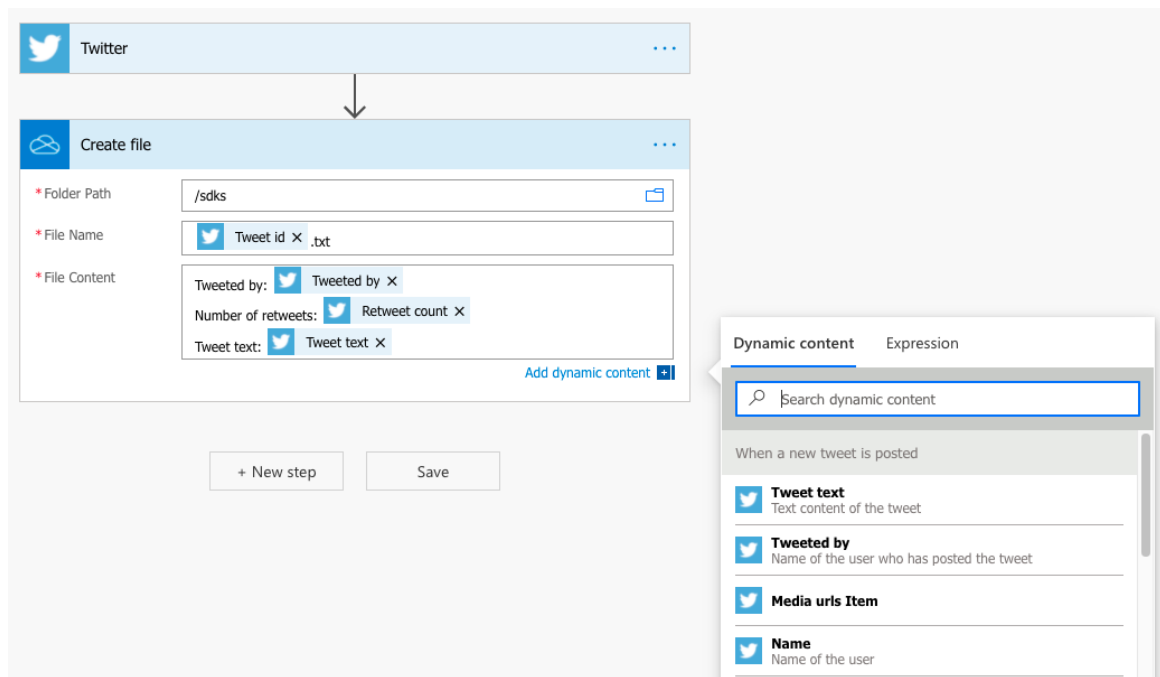 Twitter
Create file
* Folder Path
/sdks
* File Name
Tweet id × .txt
* File Content
Tweeted by: Tweeted by ×
Number of retweets: Retweet count ×
Tweet text: Tweet text ×
Add dynamic content
+ New step
Save
Dynamic content
Expression
Search dynamic content
When a new tweet is posted
Tweet text
Text content of the tweet
Tweeted by
Name of the user who has posted the tweet
Media urls Item
Name
Name of the user